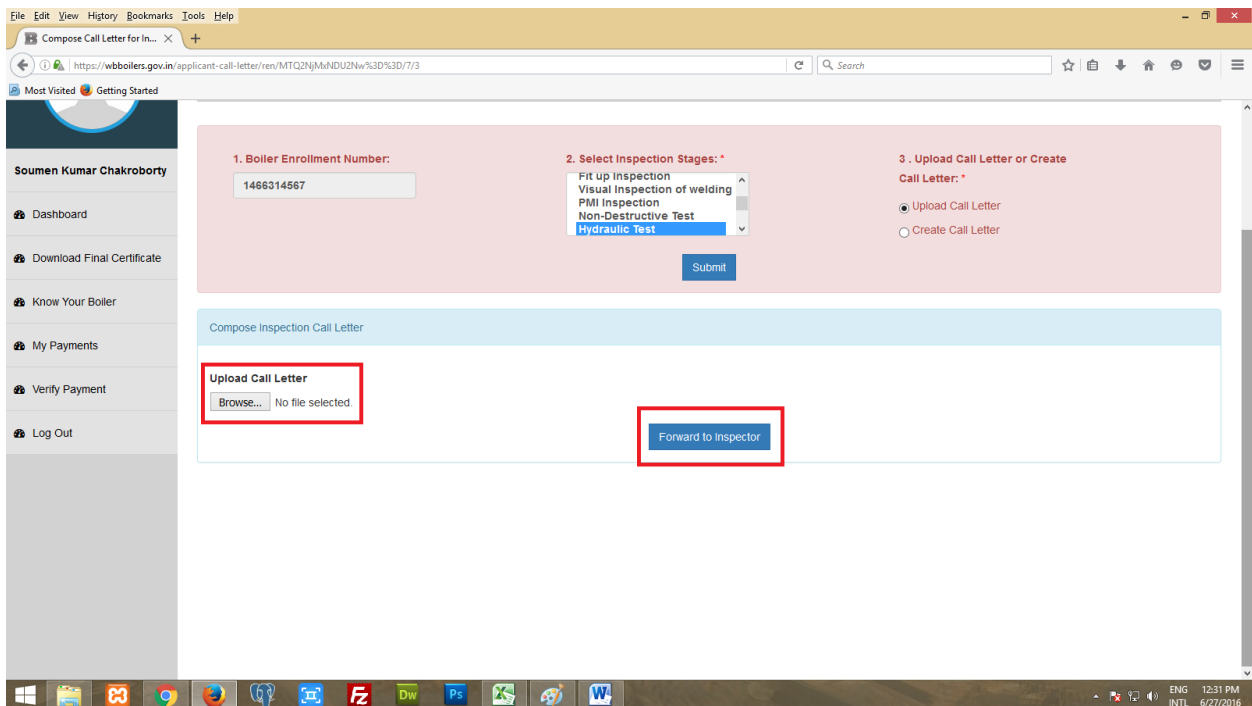 File Edit View History Bookmarks Tools Help
Compose Call Letter for In...
https://wbboilers.gov.in/applicant-call-letter/ren/MTQ2NjMxNDU2Nw%3D%3D/7/3
Search
Most Visited Getting Started
Soumen Kumar Chakroborty
Dashboard
Download Final Certificate
Know Your Boiler
My Payments
Verify Payment
Log Out
1. Boiler Enrollment Number:
1466314567
2. Select Inspection Stages: *
Fit up Inspection
Visual Inspection of welding
PMI Inspection
Non-Destructive Test
Hydraulic Test
3 . Upload Call Letter or Create
Call Letter: *
Upload Call Letter
Create Call Letter
Submit
Compose Inspection Call Letter
Upload Call Letter
Browse... No file selected.
Forward to Inspector
Dw
Ps
ENG 12:31 PM
INTL 6/27/2016